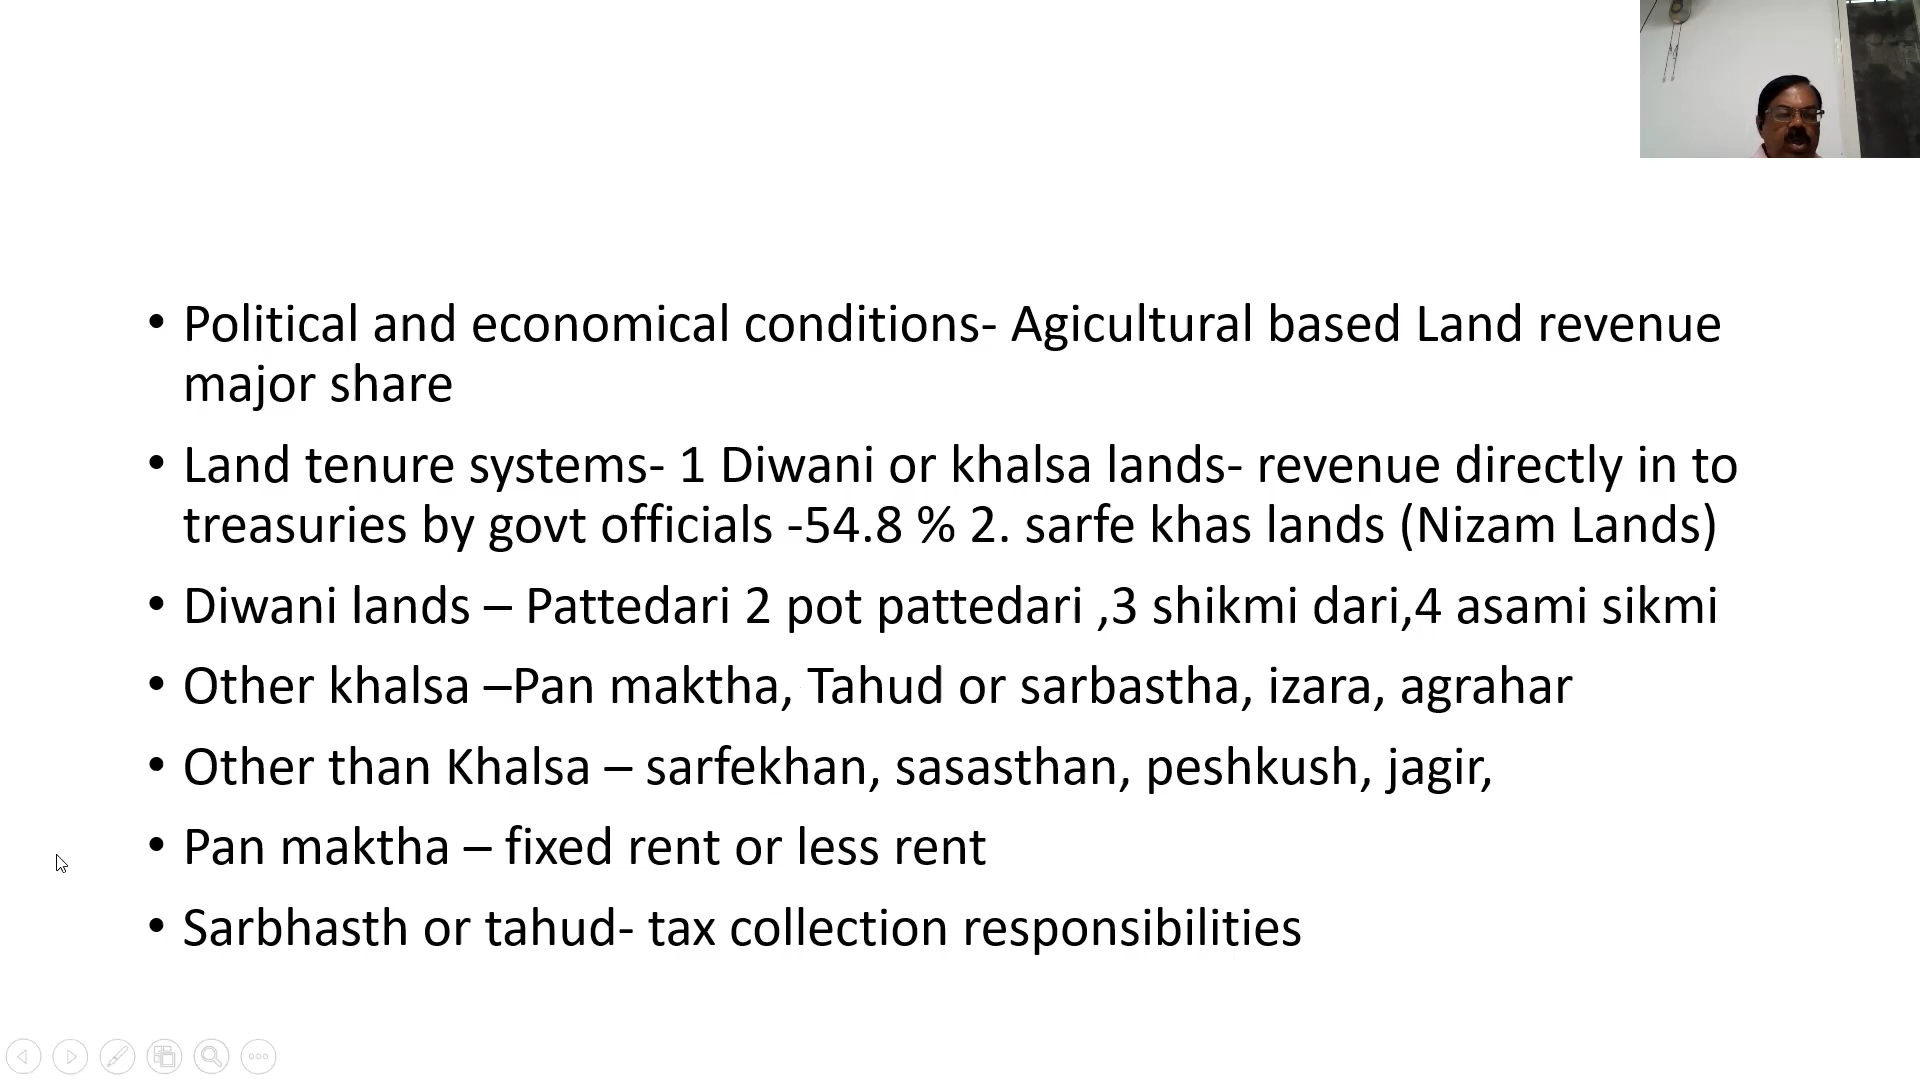 • Political and economical conditions- Agicultural based Land revenue
major share
• Land tenure systems- 1 Diwani or khalsa lands- revenue directly in to
treasuries by govt officials -54.8 % 2. sarfe khas lands (Nizam Lands)
• Diwani lands – Pattedari 2 pot pattedari ,3 shikmi dari,4 asami sikmi
• Other khalsa –Pan maktha, Tahud or sarbastha, izara, agrahar
• Other than Khalsa – sarfekhan, sasasthan, peshkush, jagir,
• Pan maktha – fixed rent or less rent
• Sarbhasth or tahud- tax collection responsibilities